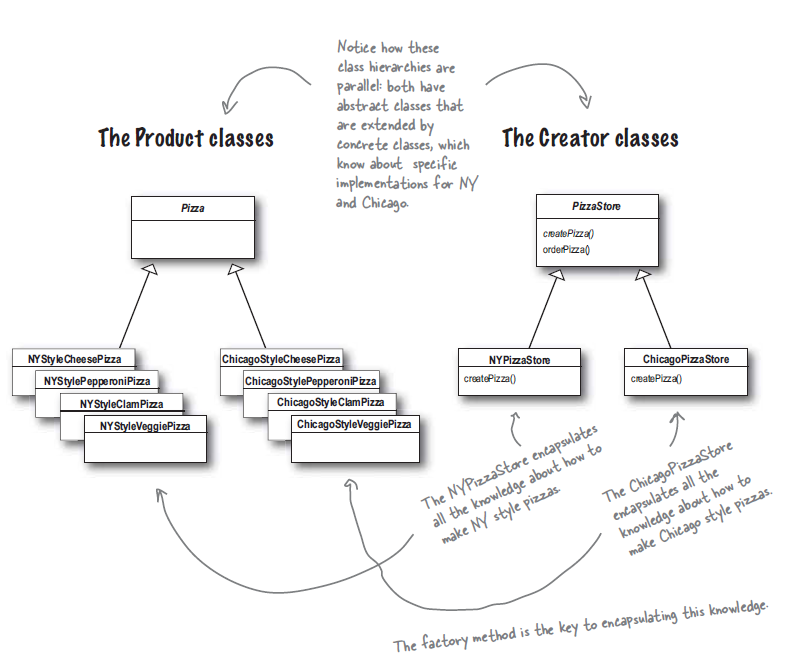 Notice how these
class hierarchies are
parallel: both have
abstract classes that
are extended by
concrete classes, which
know about specific
implementations for NY
and Chicago.
The Product classes
The Creator classes
Pizza
PizzaStore
createPizza()
orderPizza()
NYStyleCheesePizza
NYStylePepperoniPizza
NYStyleClamPizza
NYStyleVeggiePizza
ChicagoStyleCheesePizza
ChicagoStylePepperoniPizza
ChicagoStyleClamPizza
ChicagoStyleVeggiePizza
NYPizzaStore
createPizza()
ChicagoPizzaStore
createPizza()
The NYPizzaStore encapsulates
all the knowledge about how to
make NY style pizzas.
The ChicagoPizzaStore
encapsulates all the
knowledge about how to
make Chicago style pizzas.
The factory method is the key to encapsulating this knowledge.